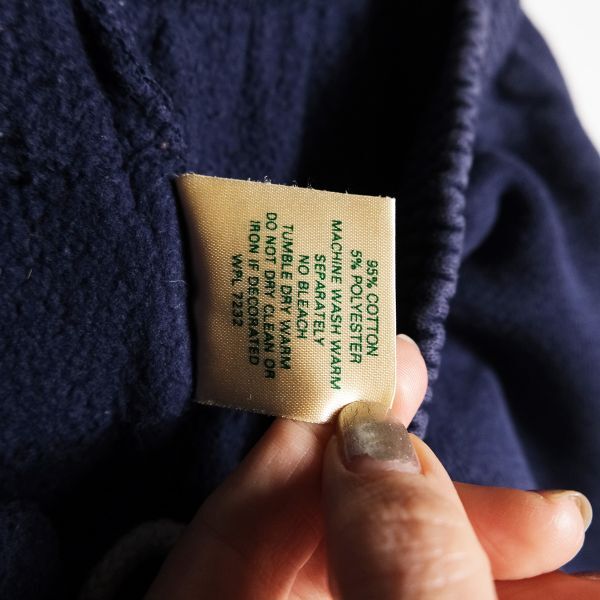 95% COTTON
5% POLYESTER
MACHINE WASH WARM
SEPARATELY
NO BLEACH
TUMBLE DRY WARM
DO NOT DRY CLEAN OR
IRON IF DECORATED
WPL 7232